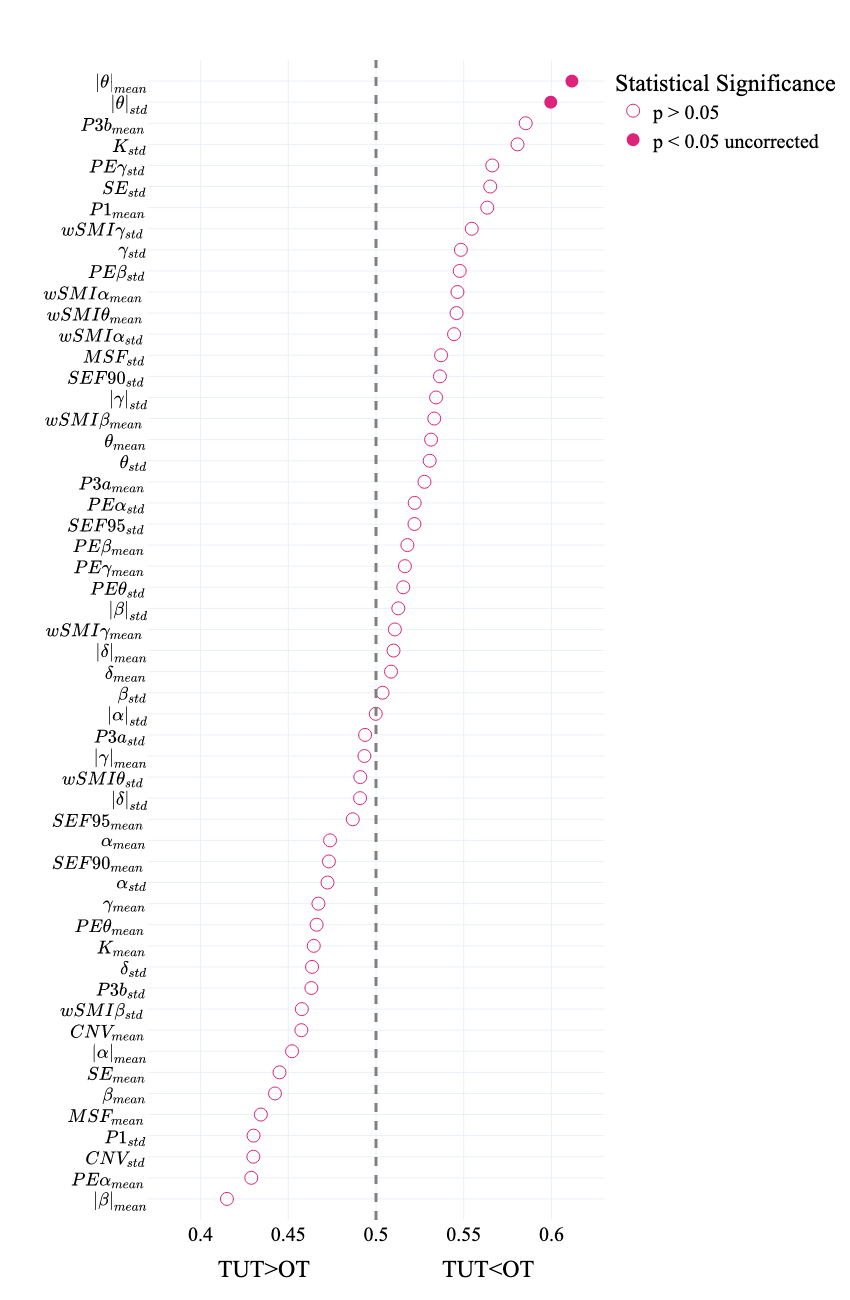 |θ|mean
|θ|std
P3bmean
Kstd
PEγstd
SEstd
P1mean
wSMIγstd
γstd
PEβstd
wSMIαmean
wSMIθmean
wSMIαstd
MSFstd
SEF90std
|γ|std
wSMIβmean
θmean
θstd
P3amean
PEαstd
SEF95std
PEβmean
PEγmean
PEθstd
|β|std
wSMIγmean
|δ|mean
δmean
βstd
|α|std
P3astd
|γ|mean
wSMIθstd
|δ|std
SEF95mean
αmean
SEF90mean
αstd
γmean
PEθmean
Kmean
δstd
P3bstd
wSMIβstd
CNVmean
|α|mean
SEmean
βmean
MSFmean
P1std
CNVstd
PEαmean
|β|mean
0.4 0.45 0.5 0.55 0.6
TUT>OT TUT<OT
Statistical Significance
p > 0.05
p < 0.05 uncorrected